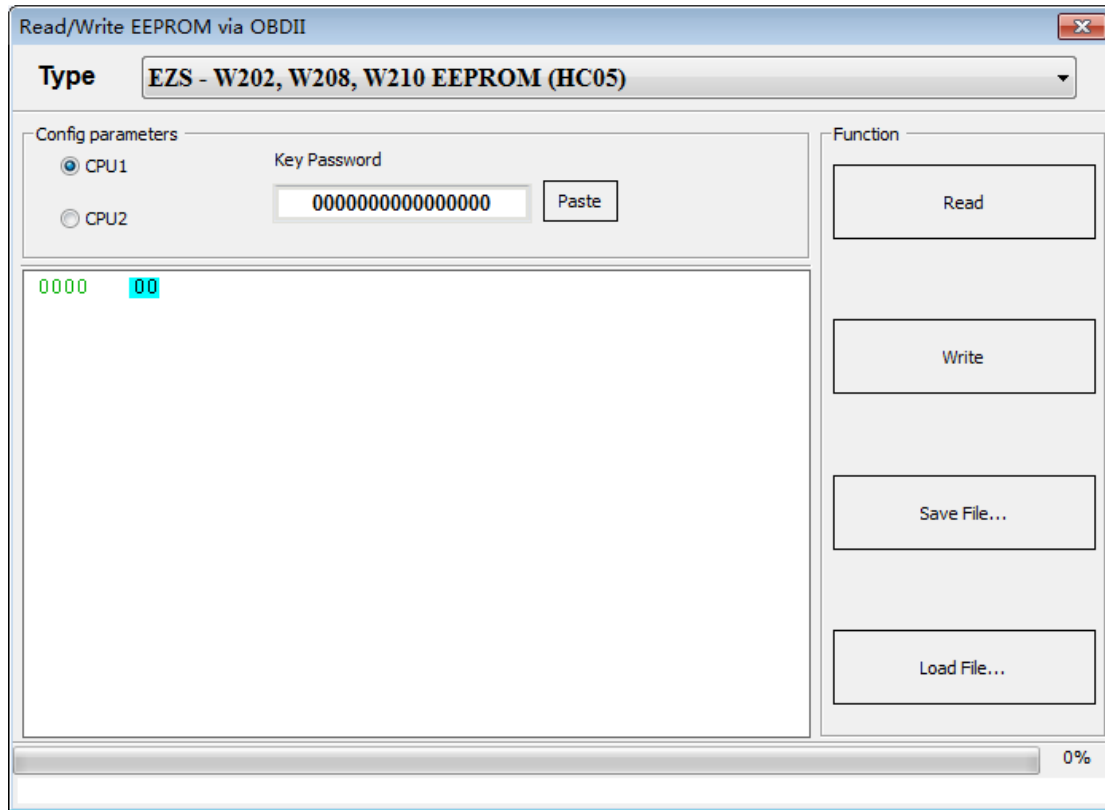 Read/Write EEPROM via OBDII
Type
EZS - W202, W208, W210 EEPROM (HC05)
Config parameters
CPU1
Key Password
0000000000000000
Paste
CPU2
Function
Read
Write
Save File...
Load File...
0000 00
0%